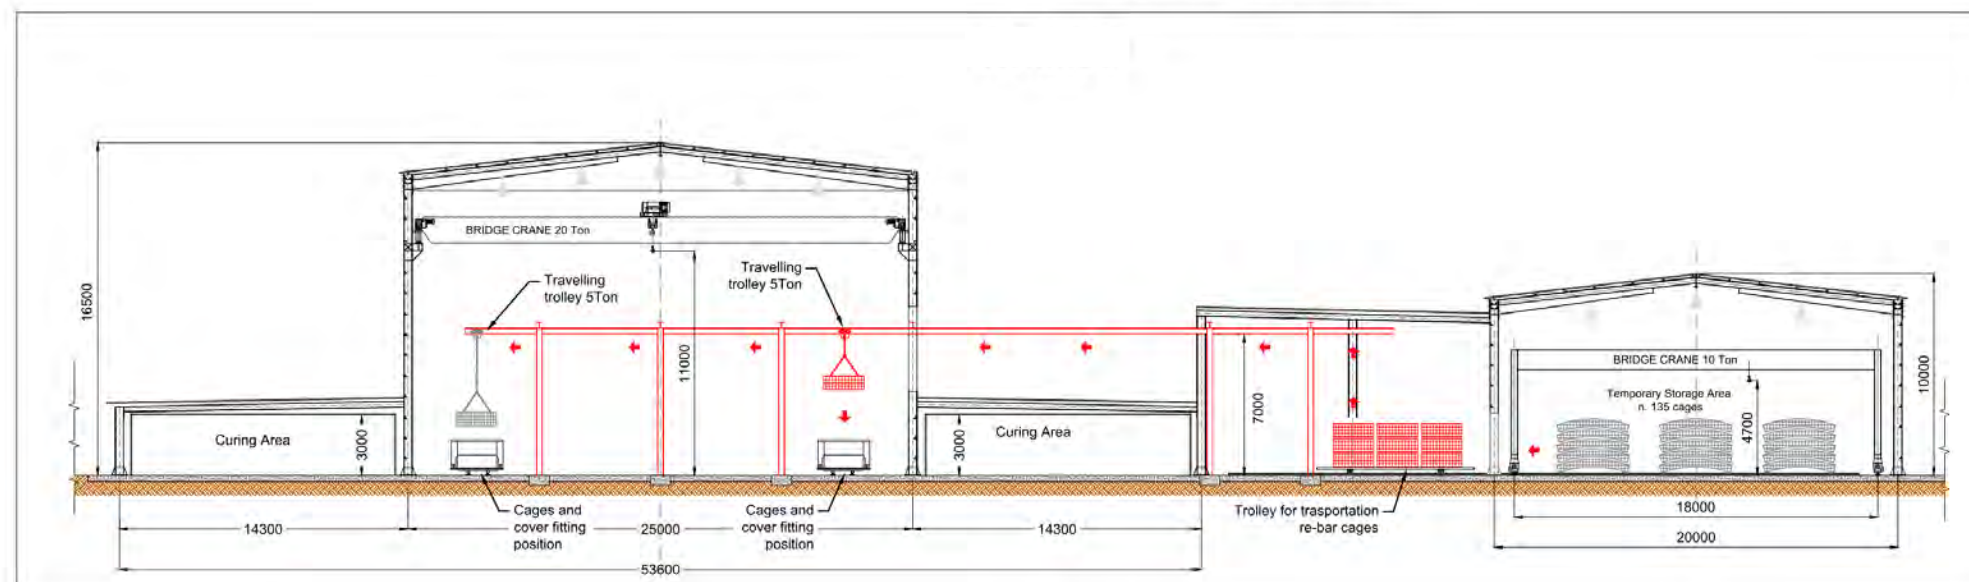 16500
BRIDGE CRANE 20 Ton
Travelling
trolley 5Ton
Travelling
trolley 5Ton
11000
Curing Area
3000
3000
Curing Area
7000
BRIDGE CRANE 10 Ton
Temporary Storage Area
n. 135 cages
4700
10000
Cages and
cover fitting
position
Cages and
cover fitting
position
Trolley for trasportation
re-bar cages
14300
25000
14300
18000
20000
53600